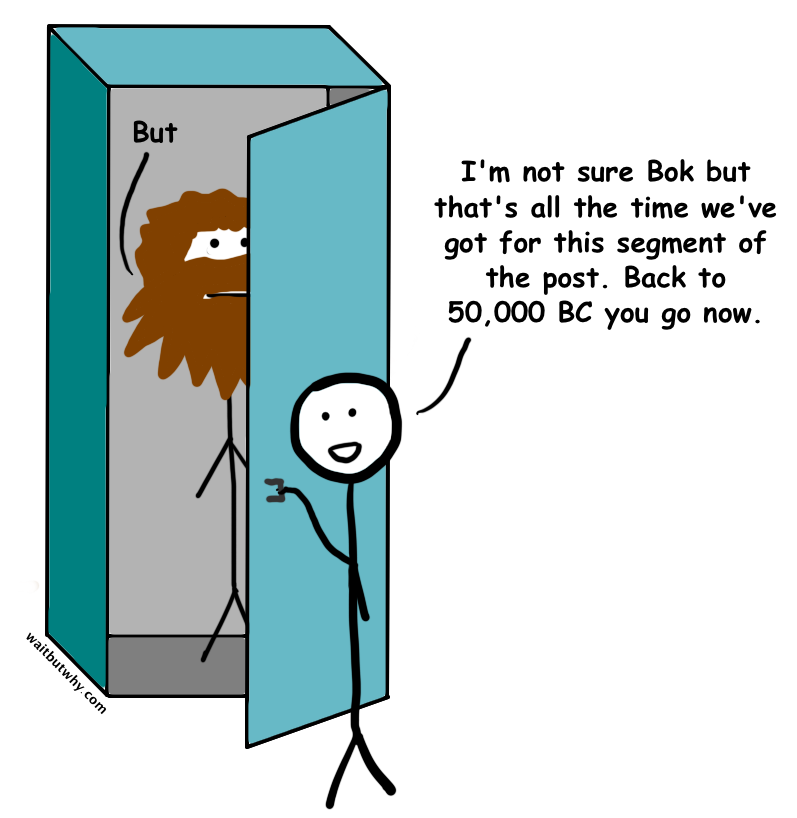 But
I'm not sure Bok but
that's all the time we've
got for this segment of
the post. Back to
50,000 BC you go now.
waitbutwhy.com